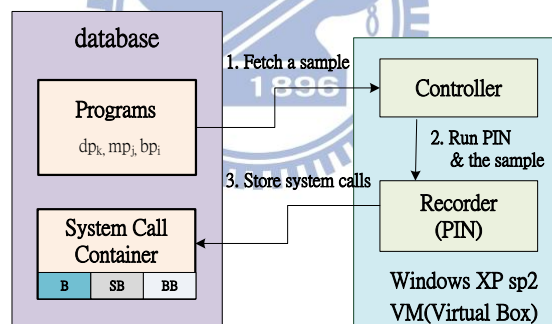 database
Programs
dpk, mpj, bpi
System Call
Container
B SB BB
1. Fetch a sample
1896
3. Store system calls
Controller
2. Run PIN
& the sample
Recorder
(PIN)
Windows XP sp2
VM(Virtual Box)